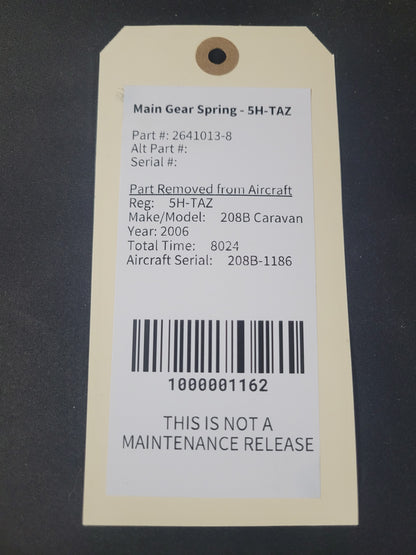 Main Gear Spring - 5H-TAZ
Part #: 2641013-8
Alt Part #:
Serial #:
Part Removed from Aircraft
Reg: 5H-TAZ
Make/Model: 208B Caravan
Year: 2006
Total Time: 8024
Aircraft Serial: 208B-1186
1000001162
THIS IS NOT A
MAINTENANCE RELEASE